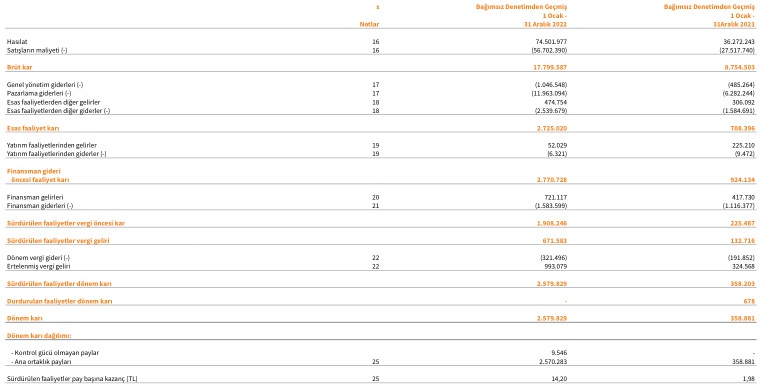 s Bağımsız Denetimden Geçmiş Bağımsız Denetimden Geçmiş
1 Ocak - 1 Ocak -
Notlar 31 Aralık 2022 31Aralık 2021
Hasılat 16 74.501.977 36.272.243
Satışların maliyeti (-) 16 (56.702.390) (27.517.740)
Brüt kar 17.799.587 8.754.503
Genel yönetim giderleri (-) 17 (1.046.548) (485.264)
Pazarlama giderleri (-) 17 (11.963.094) (6.282.244)
Esas faaliyetlerden diğer gelirler 18 474.754 306.092
Esas faaliyetlerden diğer giderler (-) 18 (2.539.679) (1.584.691)
Esas faaliyet karı 2.725.020 708.396
Yatırım faaliyetlerinden gelirler 19 52.029 225.210
Yatırım faaliyetlerinden giderler (-) 19 (6.321) (9.472)
Finansman gideri
öncesi faaliyet karı 2.770.728 924.134
Finansman gelirleri 20 721.117 417.730
Finansman giderleri (-) 21 (1.583.599) (1.116.377)
Sürdürülen faaliyetler vergi öncesi kar 1.908.246 225.487
Sürdürülen faaliyetler vergi geliri 671.583 132.716
Dönem vergi gideri (-) 22 (321.496) (191.852)
Ertelenmiş vergi geliri 22 993.079 324.568
Sürdürülen faaliyetler dönem karı 2.579.829 358.203
Durdurulan faaliyetler dönem karı - 678
Dönem karı 2.579.829 358.881
Dönem karı dağılımı:
- Kontrol gücü olmayan paylar 9.546 -
- Ana ortaklık payları 25 2.570.283 358.881
Sürdürülen faaliyetler pay başına kazanç (TL) 25 14,20 1,98